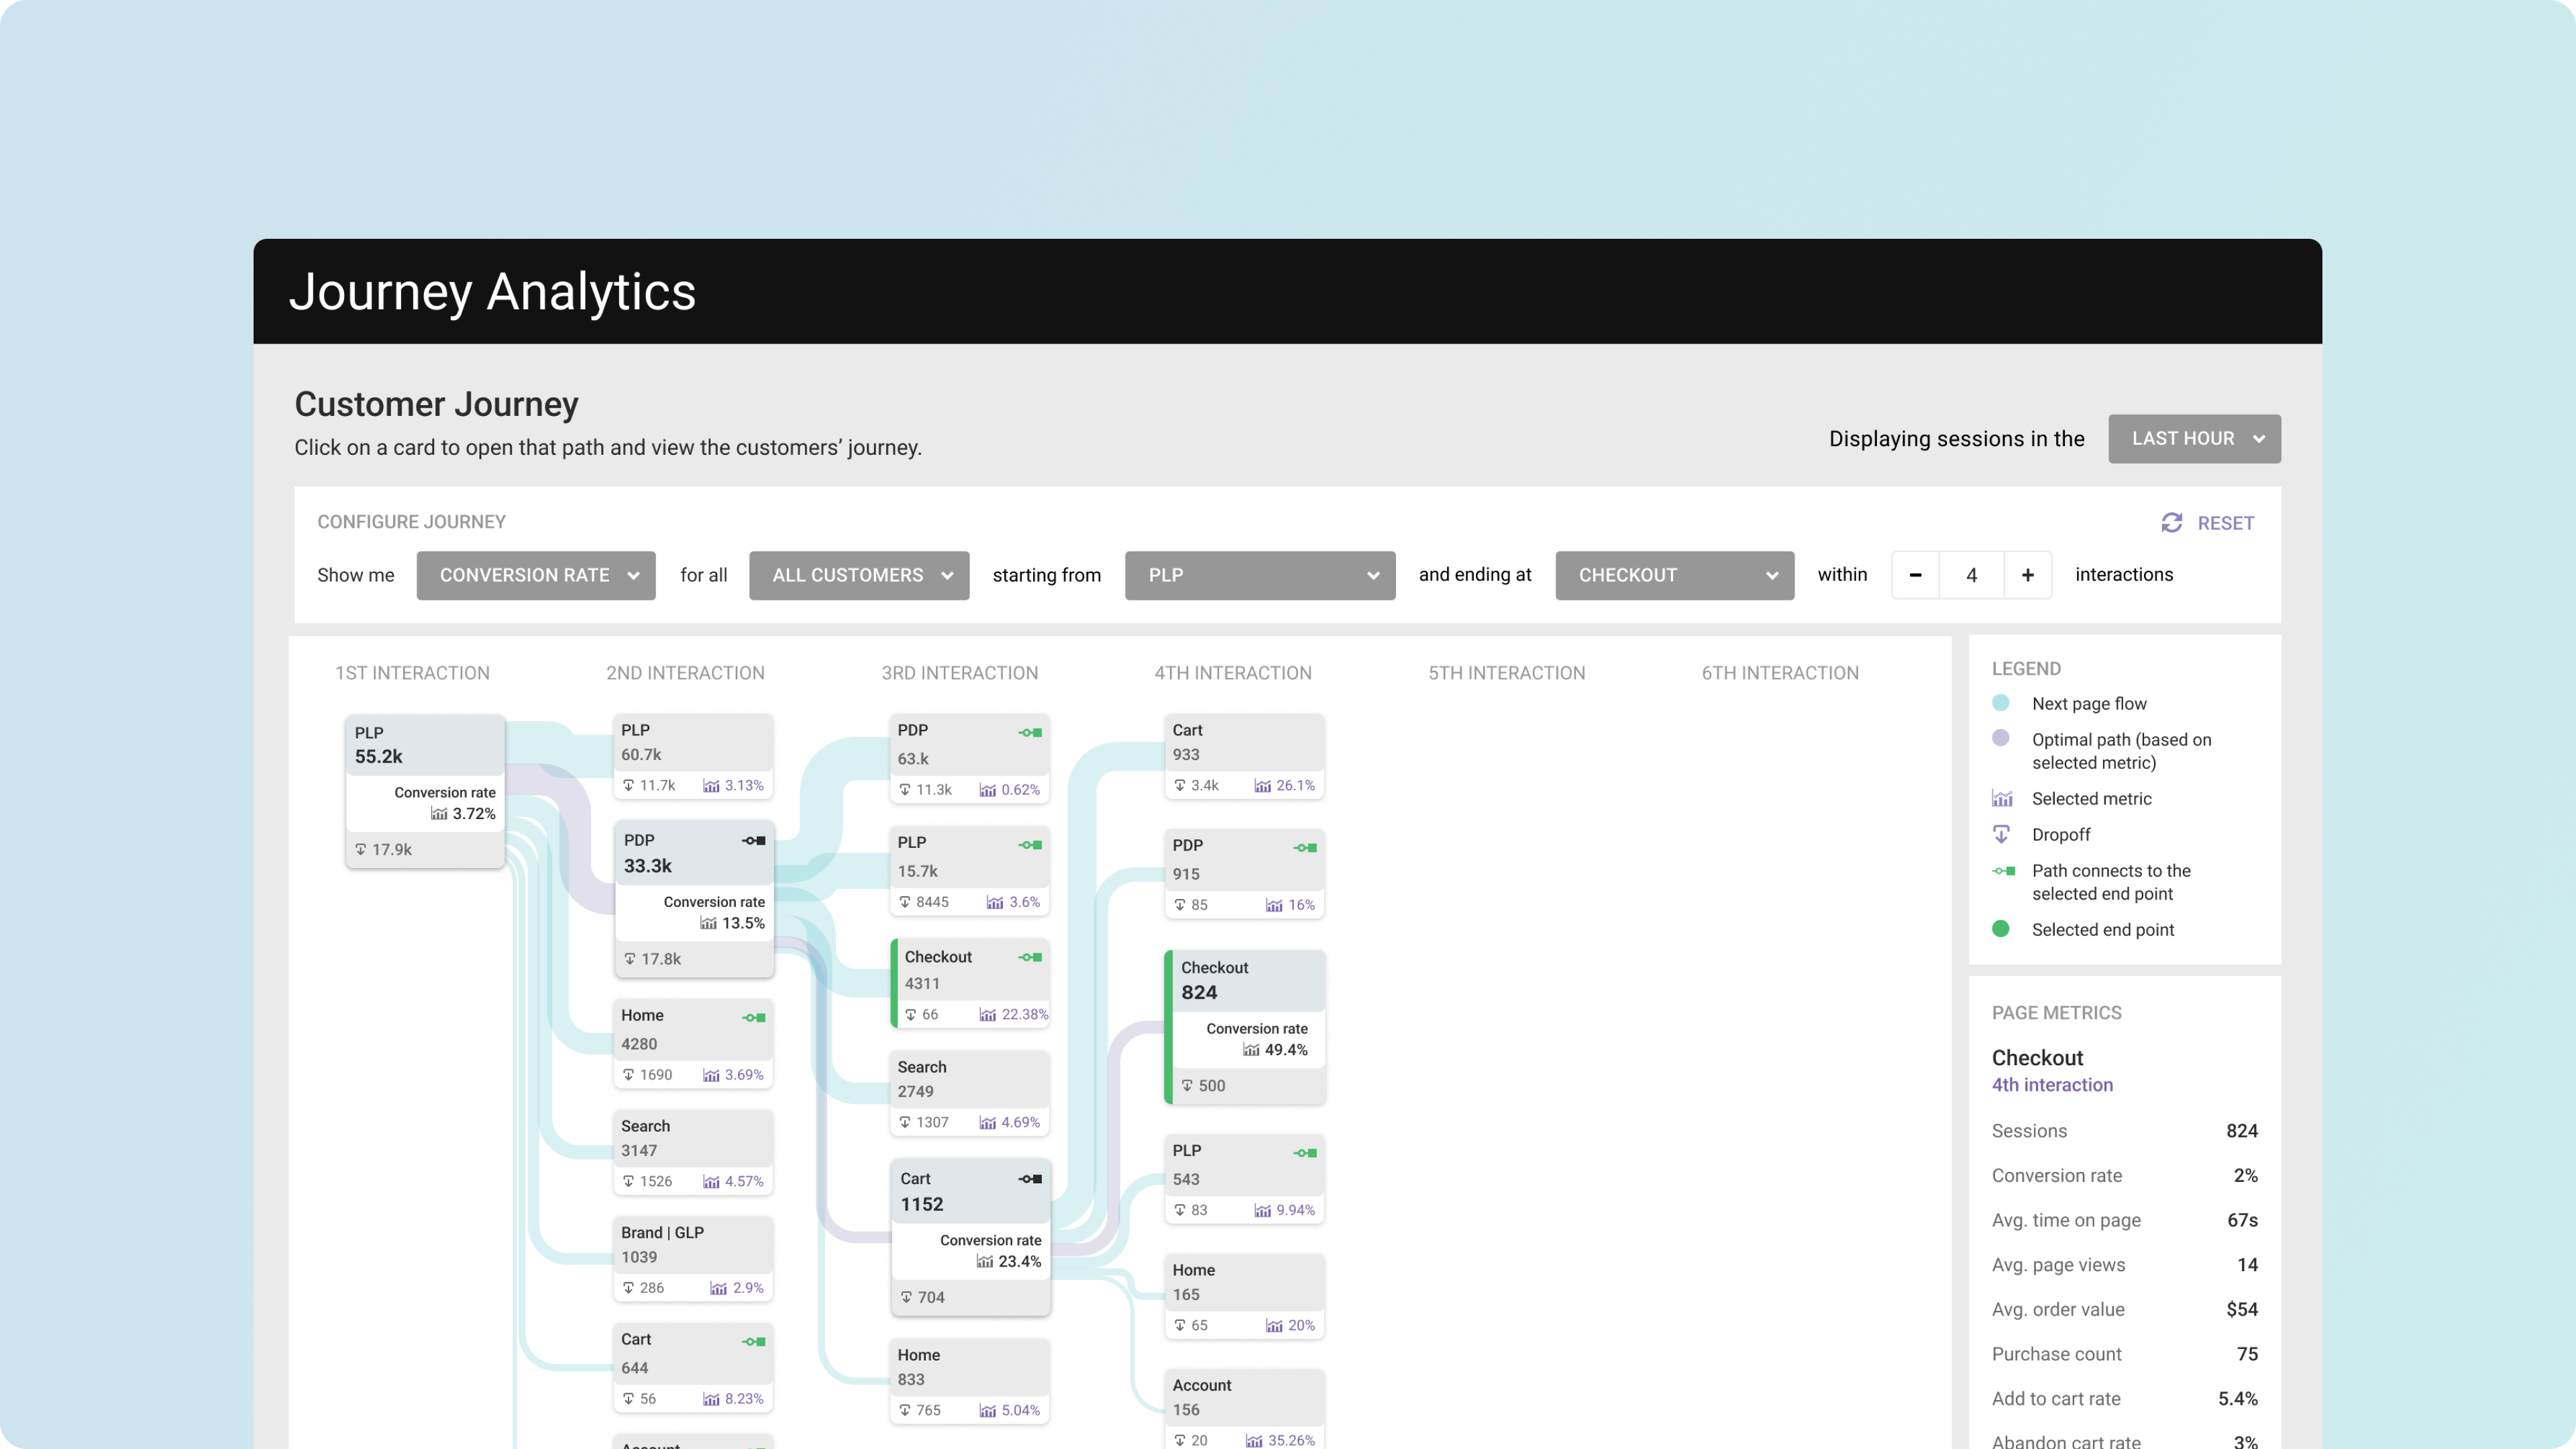 Journey Analytics
Customer Journey
Click on a card to open that path and view the customers’ journey.
Displaying sessions in the
LAST HOUR
CONFIGURE JOURNEY
RESET
Show me CONVERSION RATE for all ALL CUSTOMERS starting from PLP and ending at CHECKOUT within - 4 + interactions
1ST INTERACTION
PLP
55.2k
Conversion rate
3.72%
17.9k
2ND INTERACTION
PLP
60.7k
11.7k 3.13%
PDP
33.3k
Conversion rate
13.5%
17.8k
Home
4280
1690 3.69%
Search
3147
1526 4.57%
Brand | GLP
1039
286 2.9%
Cart
644
56 8.23%
Account
3RD INTERACTION
PDP
63.k
11.3k 0.62%
PLP
15.7k
8445 3.6%
Checkout
4311
66 22.38%
Search
2749
1307 4.69%
Cart
1152
Conversion rate
23.4%
704
Home
833
765 5.04%
4TH INTERACTION
Cart
933
3.4k 26.1%
PDP
915
85 16%
Checkout
824
Conversion rate
49.4%
500
PLP
543
83 9.94%
Home
165
65 20%
Account
156
20 35.26%
5TH INTERACTION
6TH INTERACTION
LEGEND
Next page flow
Optimal path (based on
selected metric)
Selected metric
Dropoff
Path connects to the
selected end point
Selected end point
PAGE METRICS
Checkout
4th interaction
Sessions 824
Conversion rate 2%
Avg. time on page 67s
Avg. page views 14
Avg. order value $54
Purchase count 75
Add to cart rate 5.4%
Abandon cart rate 3%